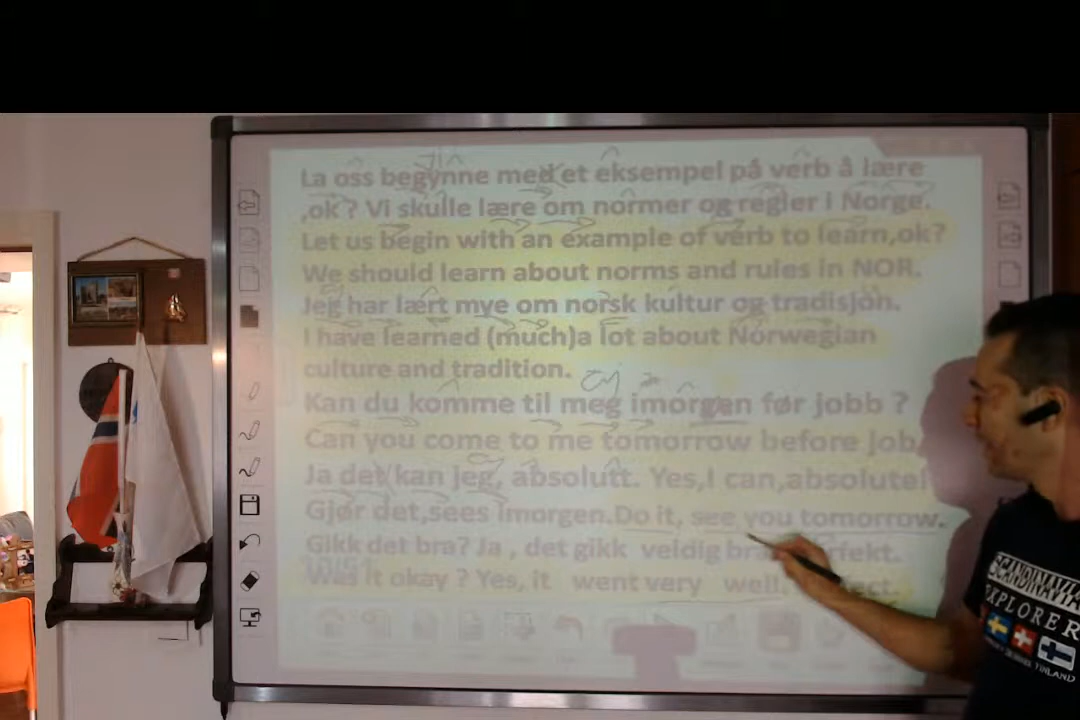 La oss begynne med et eksempel på verb å lære
,ok? Vi skulle lære om normer og regler i Norge.
Let us begin with an example of verb to learn,ok?
We should learn about norms and rules in NOR.
Jeg har lært mye om norsk kultur og tradisjon.
I have learned (much)a lot about Norwegian
culture and tradition.
Kan du komme til meg imorgen før jobb ?
Can you come to me tomorrow before job
Ja det kan jeg, absolutt. Yes,I can,absolutel
Gjør det,sees imorgen.Do it, see you tomorrow.
Gikk det bra? Ja , det gikk veldig
Was it okay ? Yes, it went very well,
SCANDINAVIA
EXPLORER
FINLAND